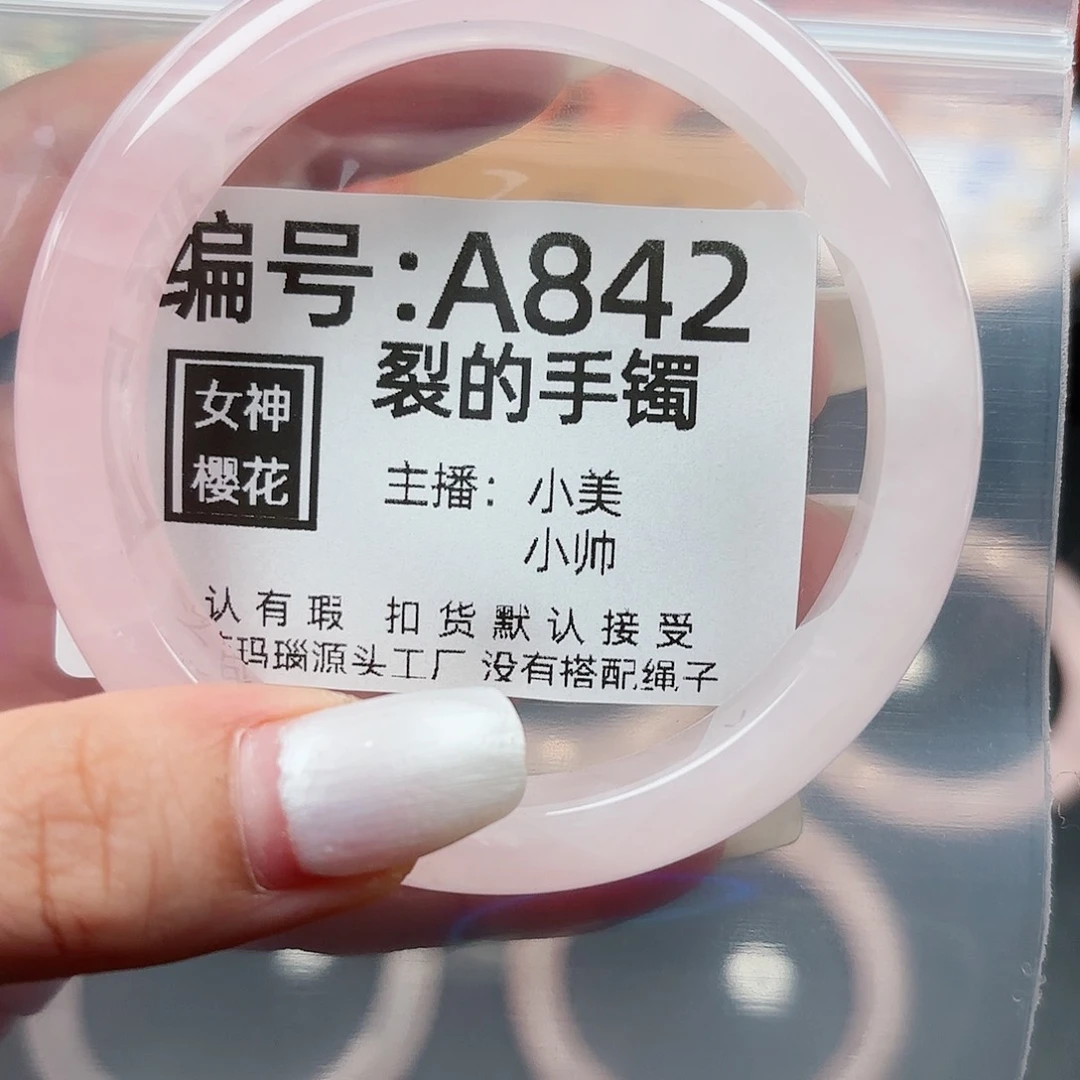 编号:A842
裂的手镯
女神
樱花
主播：小美
小帅
认有瑕 扣货默认接受
玛瑙源头工厂 没有搭配绳子